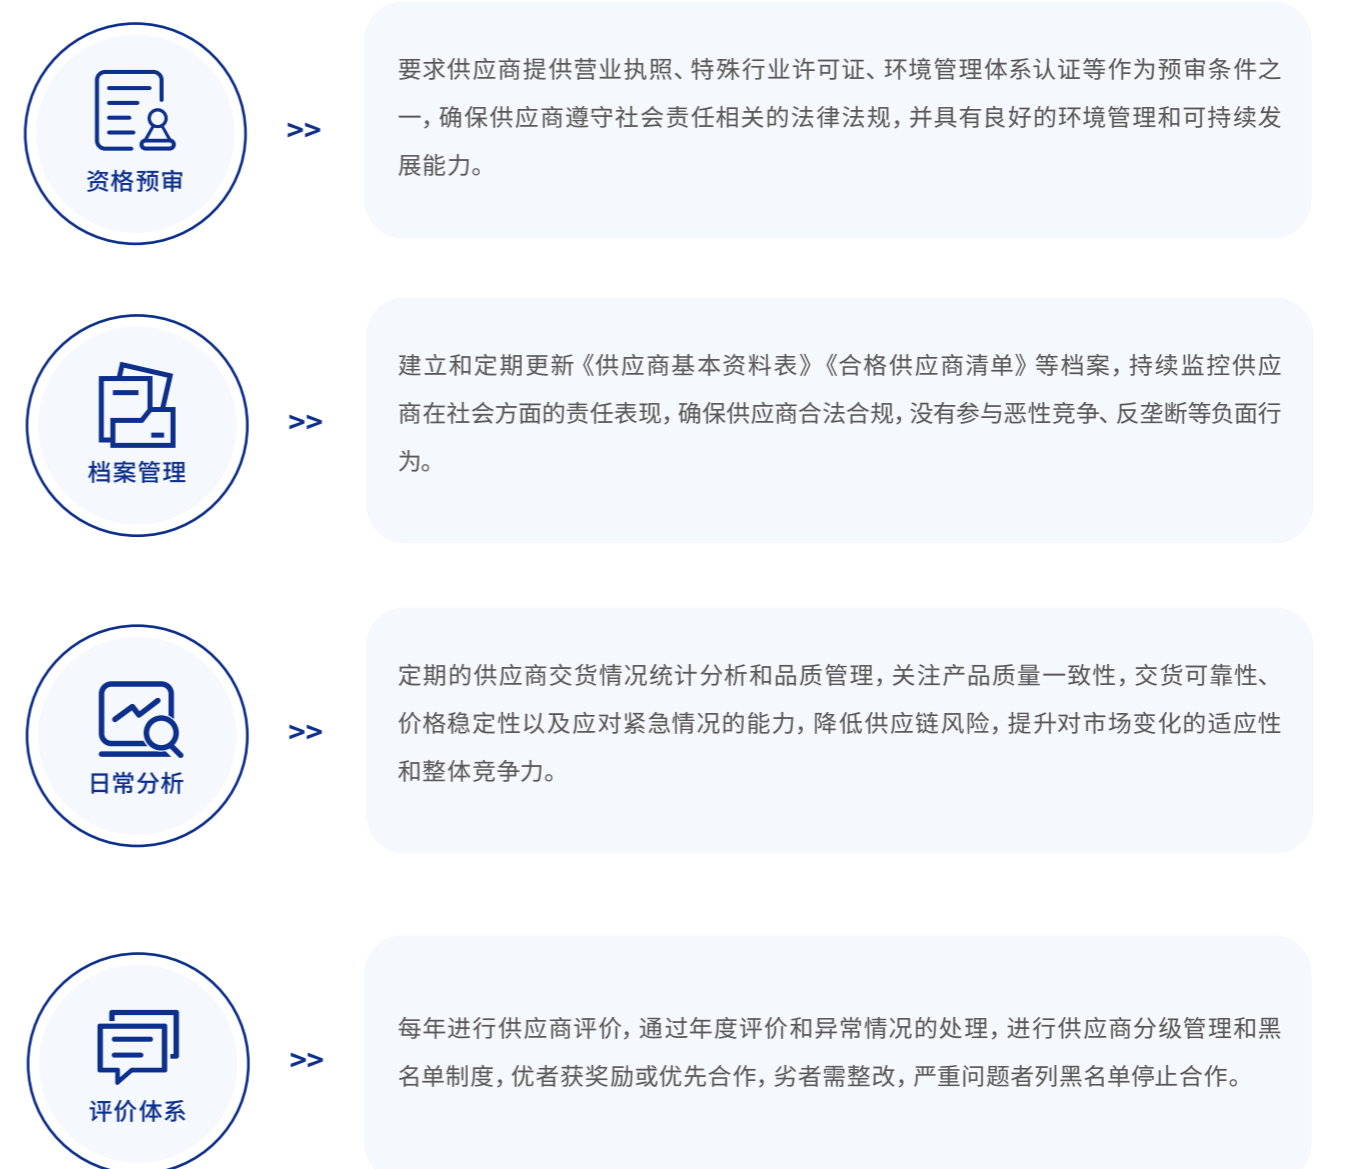 资格预审
>>
要求供应商提供营业执照、特殊行业许可证、环境管理体系认证等作为预审条件之
一，确保供应商遵守社会责任相关的法律法规，并具有良好的环境管理和可持续发
展能力。
档案管理
>>
建立和定期更新《供应商基本资料表》《合格供应商清单》等档案，持续监控供应
商在社会方面的责任表现，确保供应商合法合规，没有参与恶性竞争、反垄断等负面行
为。
日常分析
>>
定期的供应商交货情况统计分析和品质管理，关注产品质量一致性，交货可靠性、
价格稳定性以及应对紧急情况的能力，降低供应链风险，提升对市场变化的适应性
和整体竞争力。
评价体系
>>
每年进行供应商评价，通过年度评价和异常情况的处理，进行供应商分级管理和黑
名单制度，优者获奖励或优先合作，劣者需整改，严重问题者列黑名单停止合作。